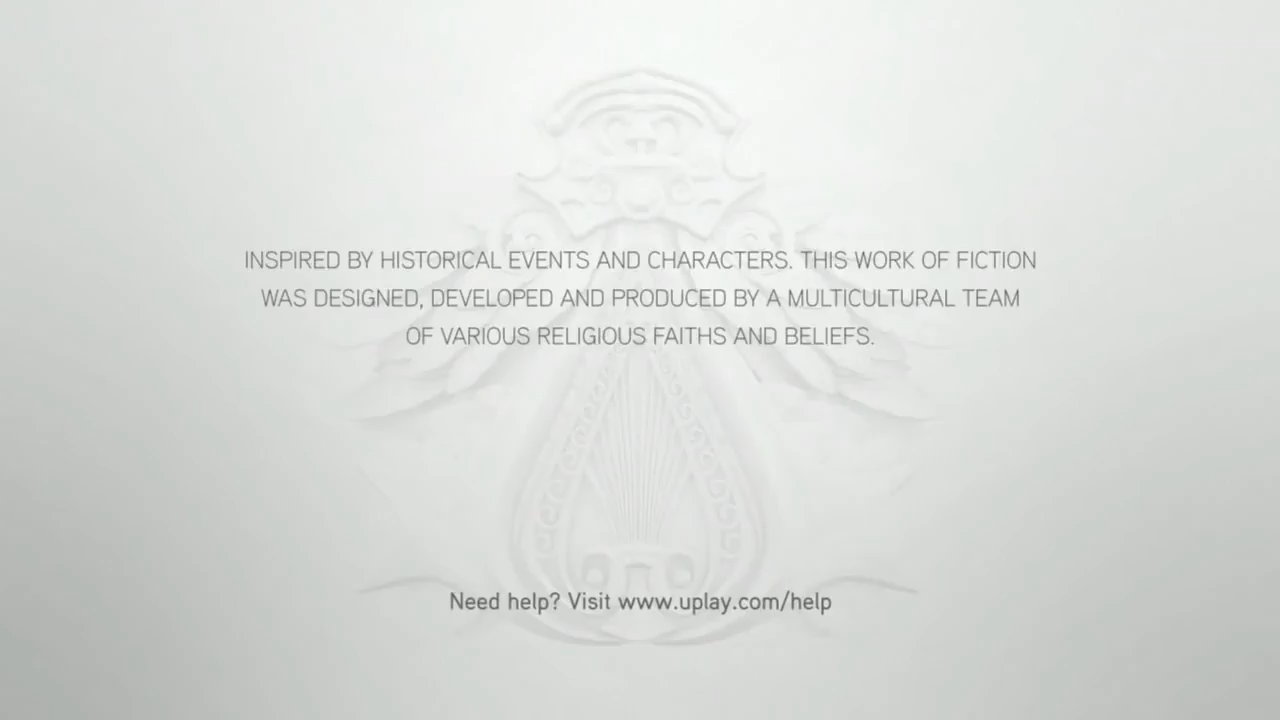 INSPIRED BY HISTORICAL EVENTS AND CHARACTERS. THIS WORK OF FICTION
WAS DESIGNED, DEVELOPED AND PRODUCED BY A MULTICULTURAL TEAM
OF VARIOUS RELIGIOUS FAITHS AND BELIEFS.
Need help? Visit www.uplay.com/help